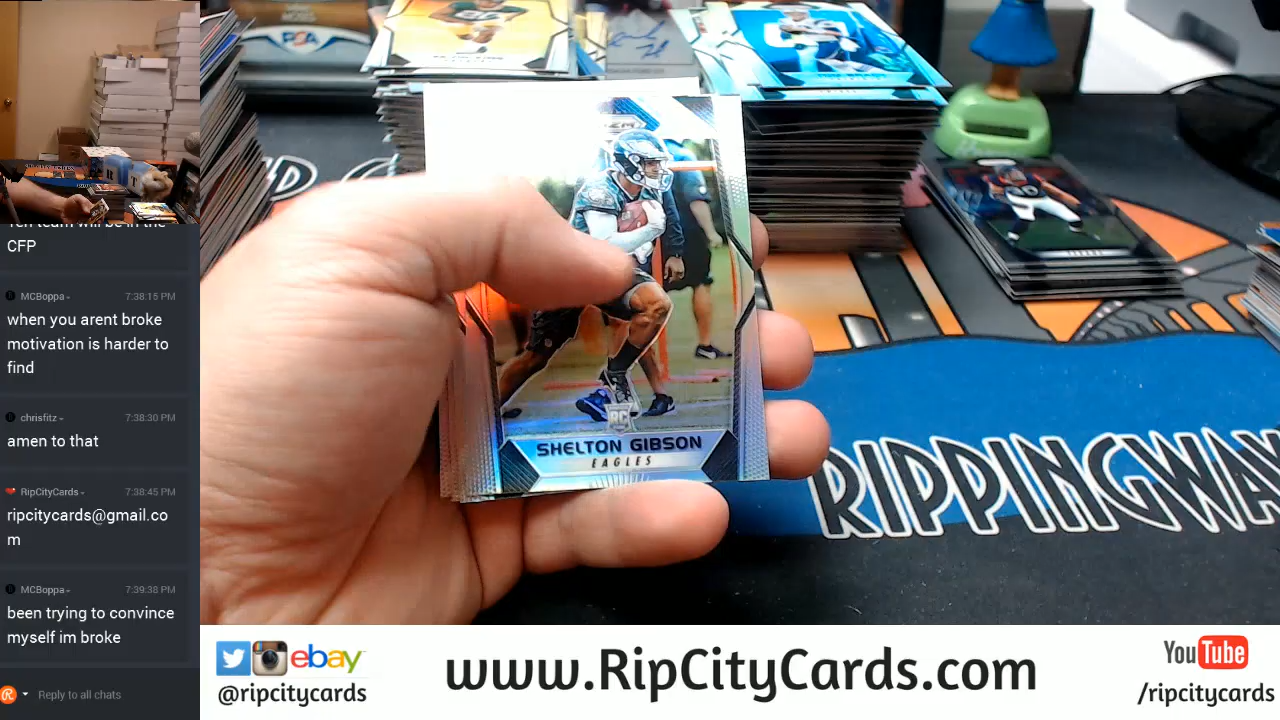 CFP
MCBoppa- 7:38:15 PM
when you arent broke
motivation is harder to
find
chrisfitz- 7:38:30 PM
amen to that
RipCityCards- 7:38:45 PM
ripcitycards@gmail.co
m
MCBoppa- 7:39:38 PM
been trying to convince
myself im broke
Reply to all chats
PSA
RC
SHELTON GIBSON
EAGLES
RIPPINGWA
ebay
@ripcitycards
www.RipCityCards.com
YouTube
/ripcitycards